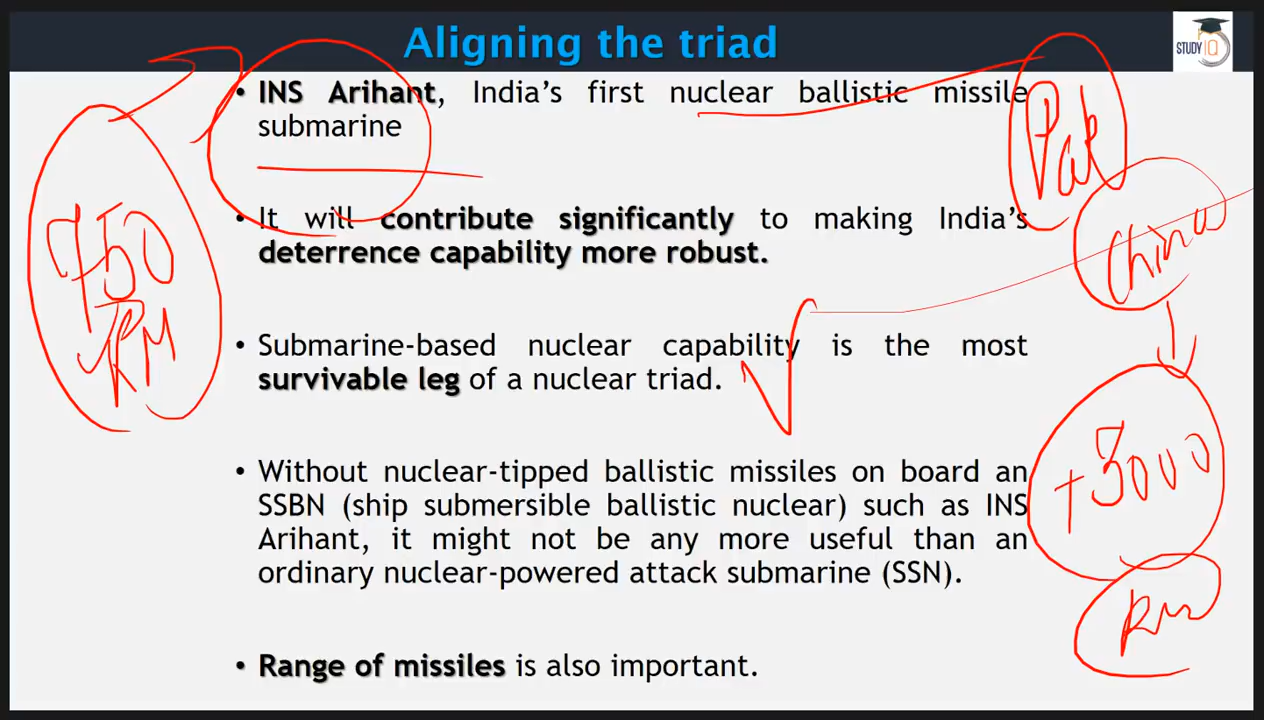 Aligning the triad
STUDY IQ
• INS Arihant, India’s first nuclear ballistic missile
submarine
• It will contribute significantly to making India’s
deterrence capability more robust.
• Submarine-based nuclear capability is the most
survivable leg of a nuclear triad.
• Without nuclear-tipped ballistic missiles on board an
SSBN (ship submersible ballistic nuclear) such as INS
Arihant, it might not be any more useful than an
ordinary nuclear-powered attack submarine (SSN).
• Range of missiles is also important.
750
KM
Pak
China
+3000
km